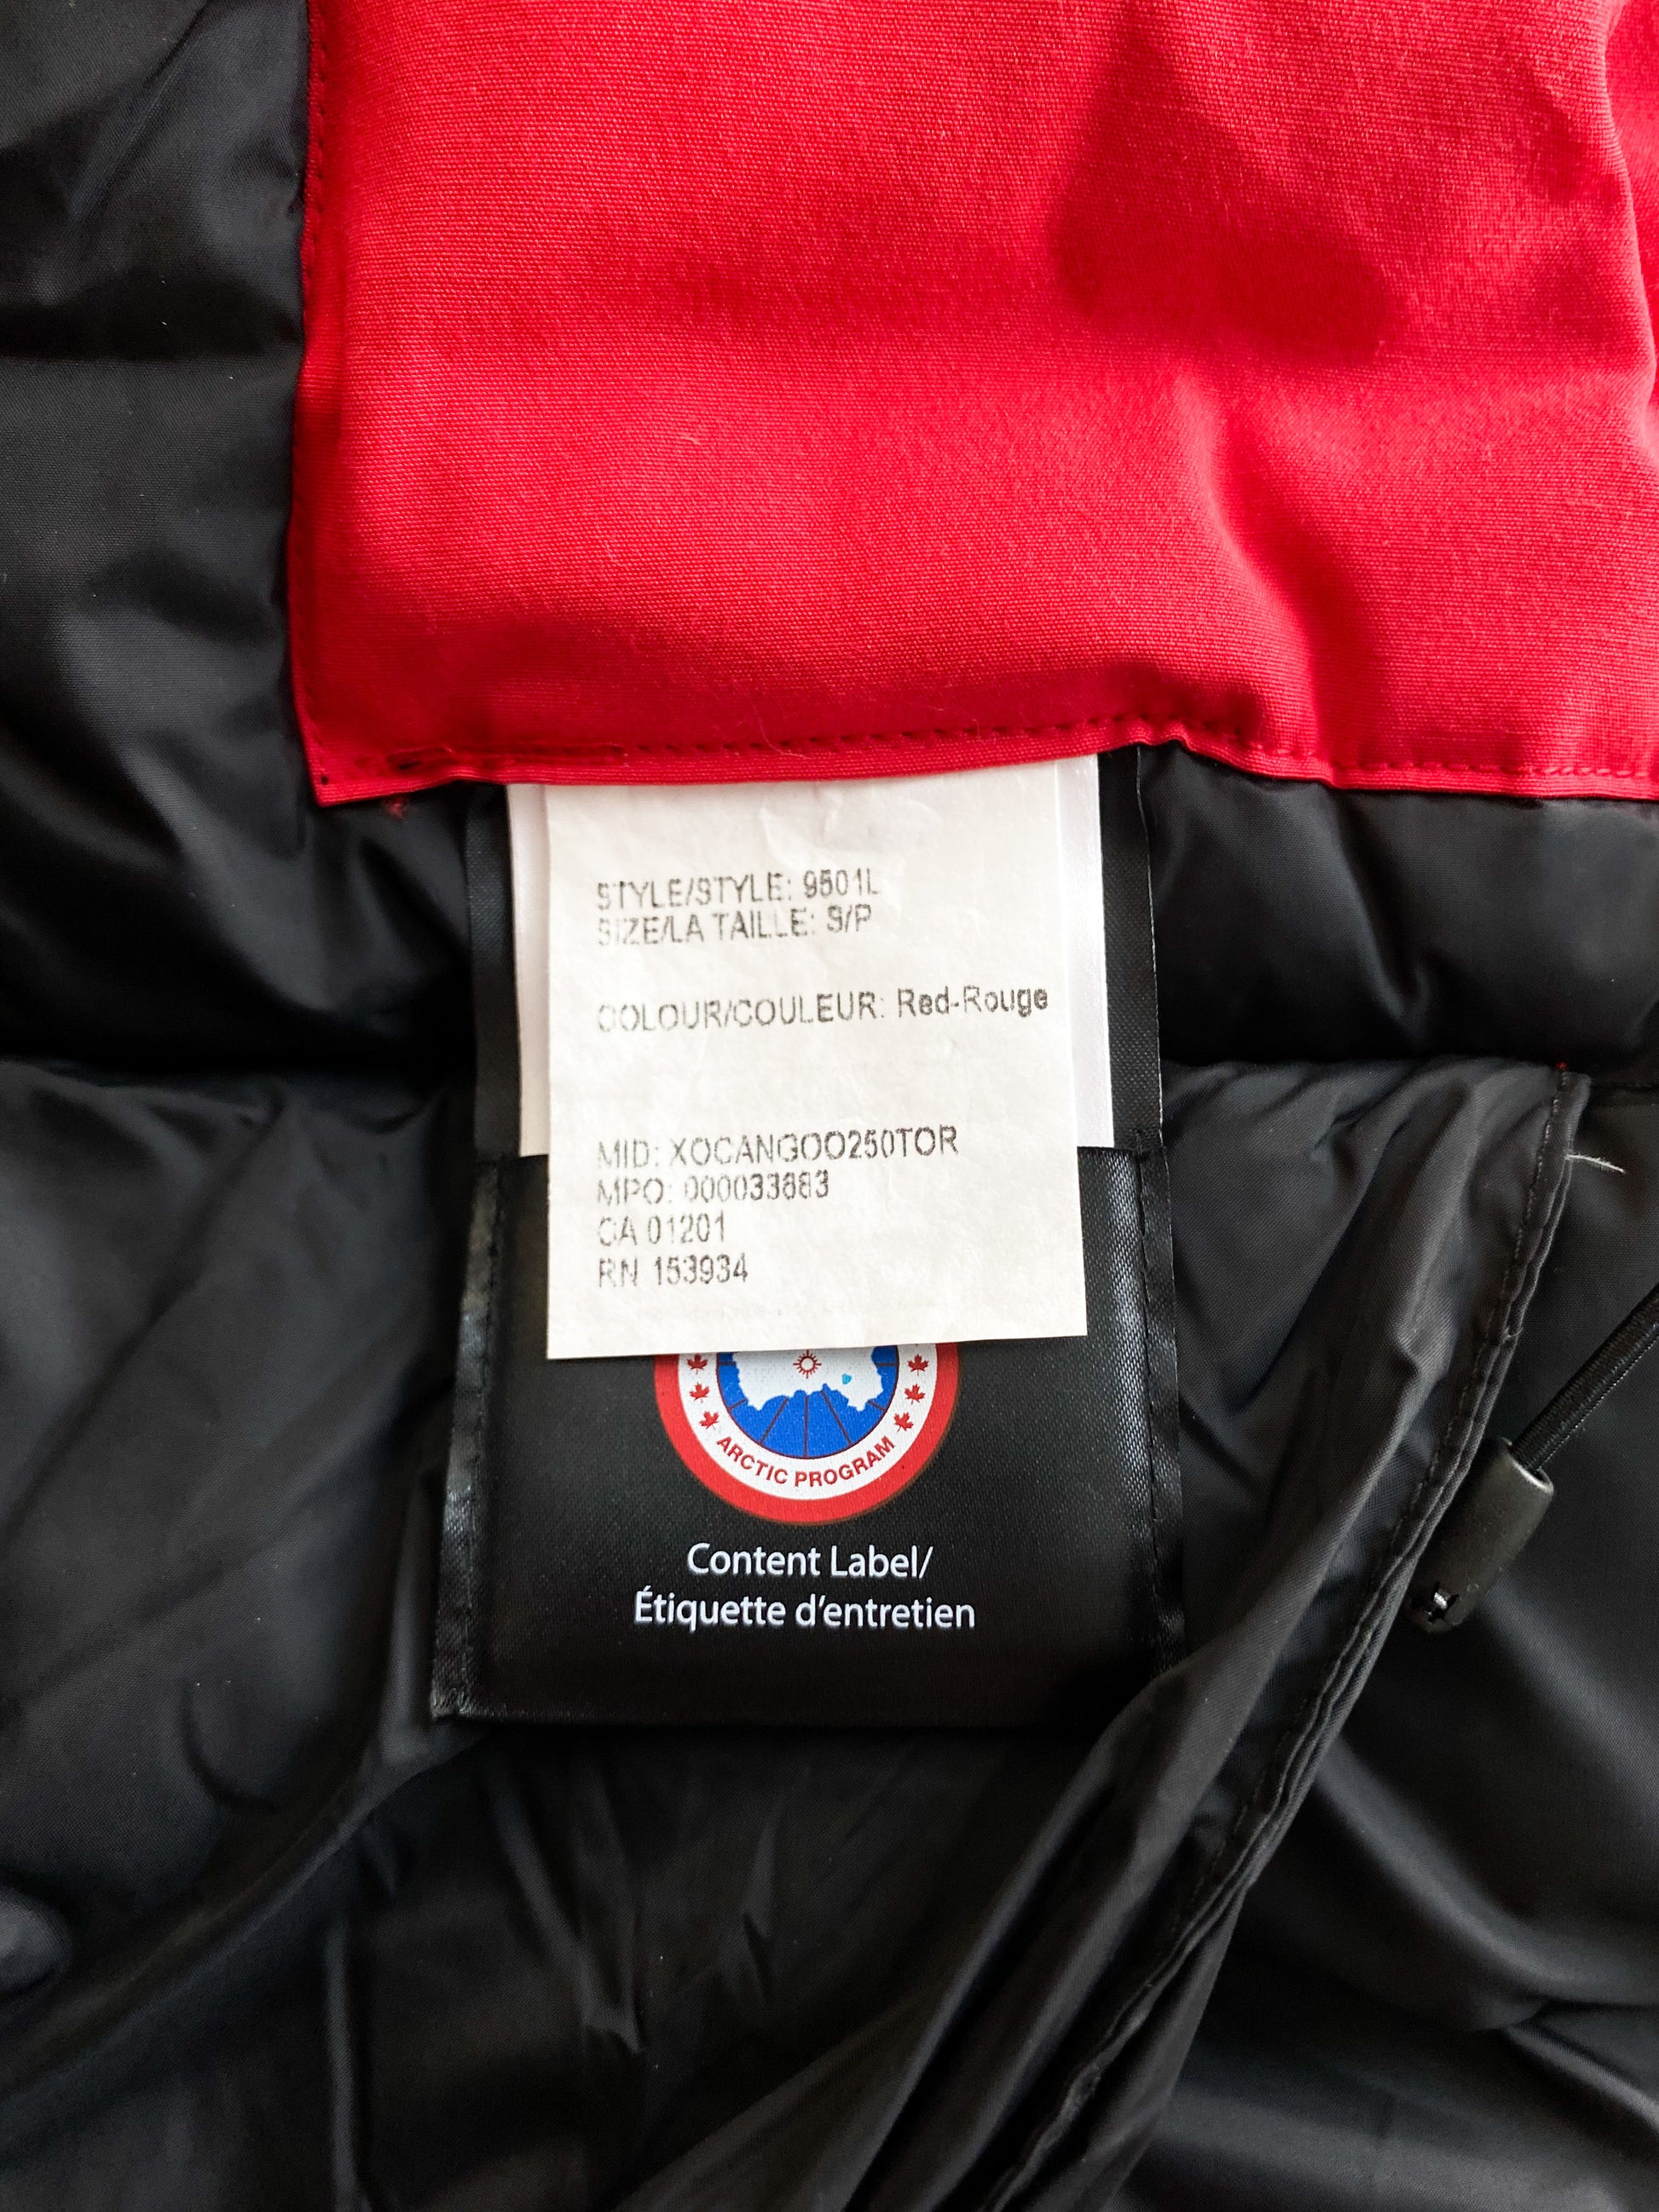 STYLE/STYLE: 9501L
SIZE/LA TAILLE: S/P
COLOUR/COULEUR: Red-Rouge
MID: XOCANGOO250TOR
MPO: 000033683
CA 01201
RN 153934
ARCTIC PROGRAM
Content Label/
Étiquette d'entretien